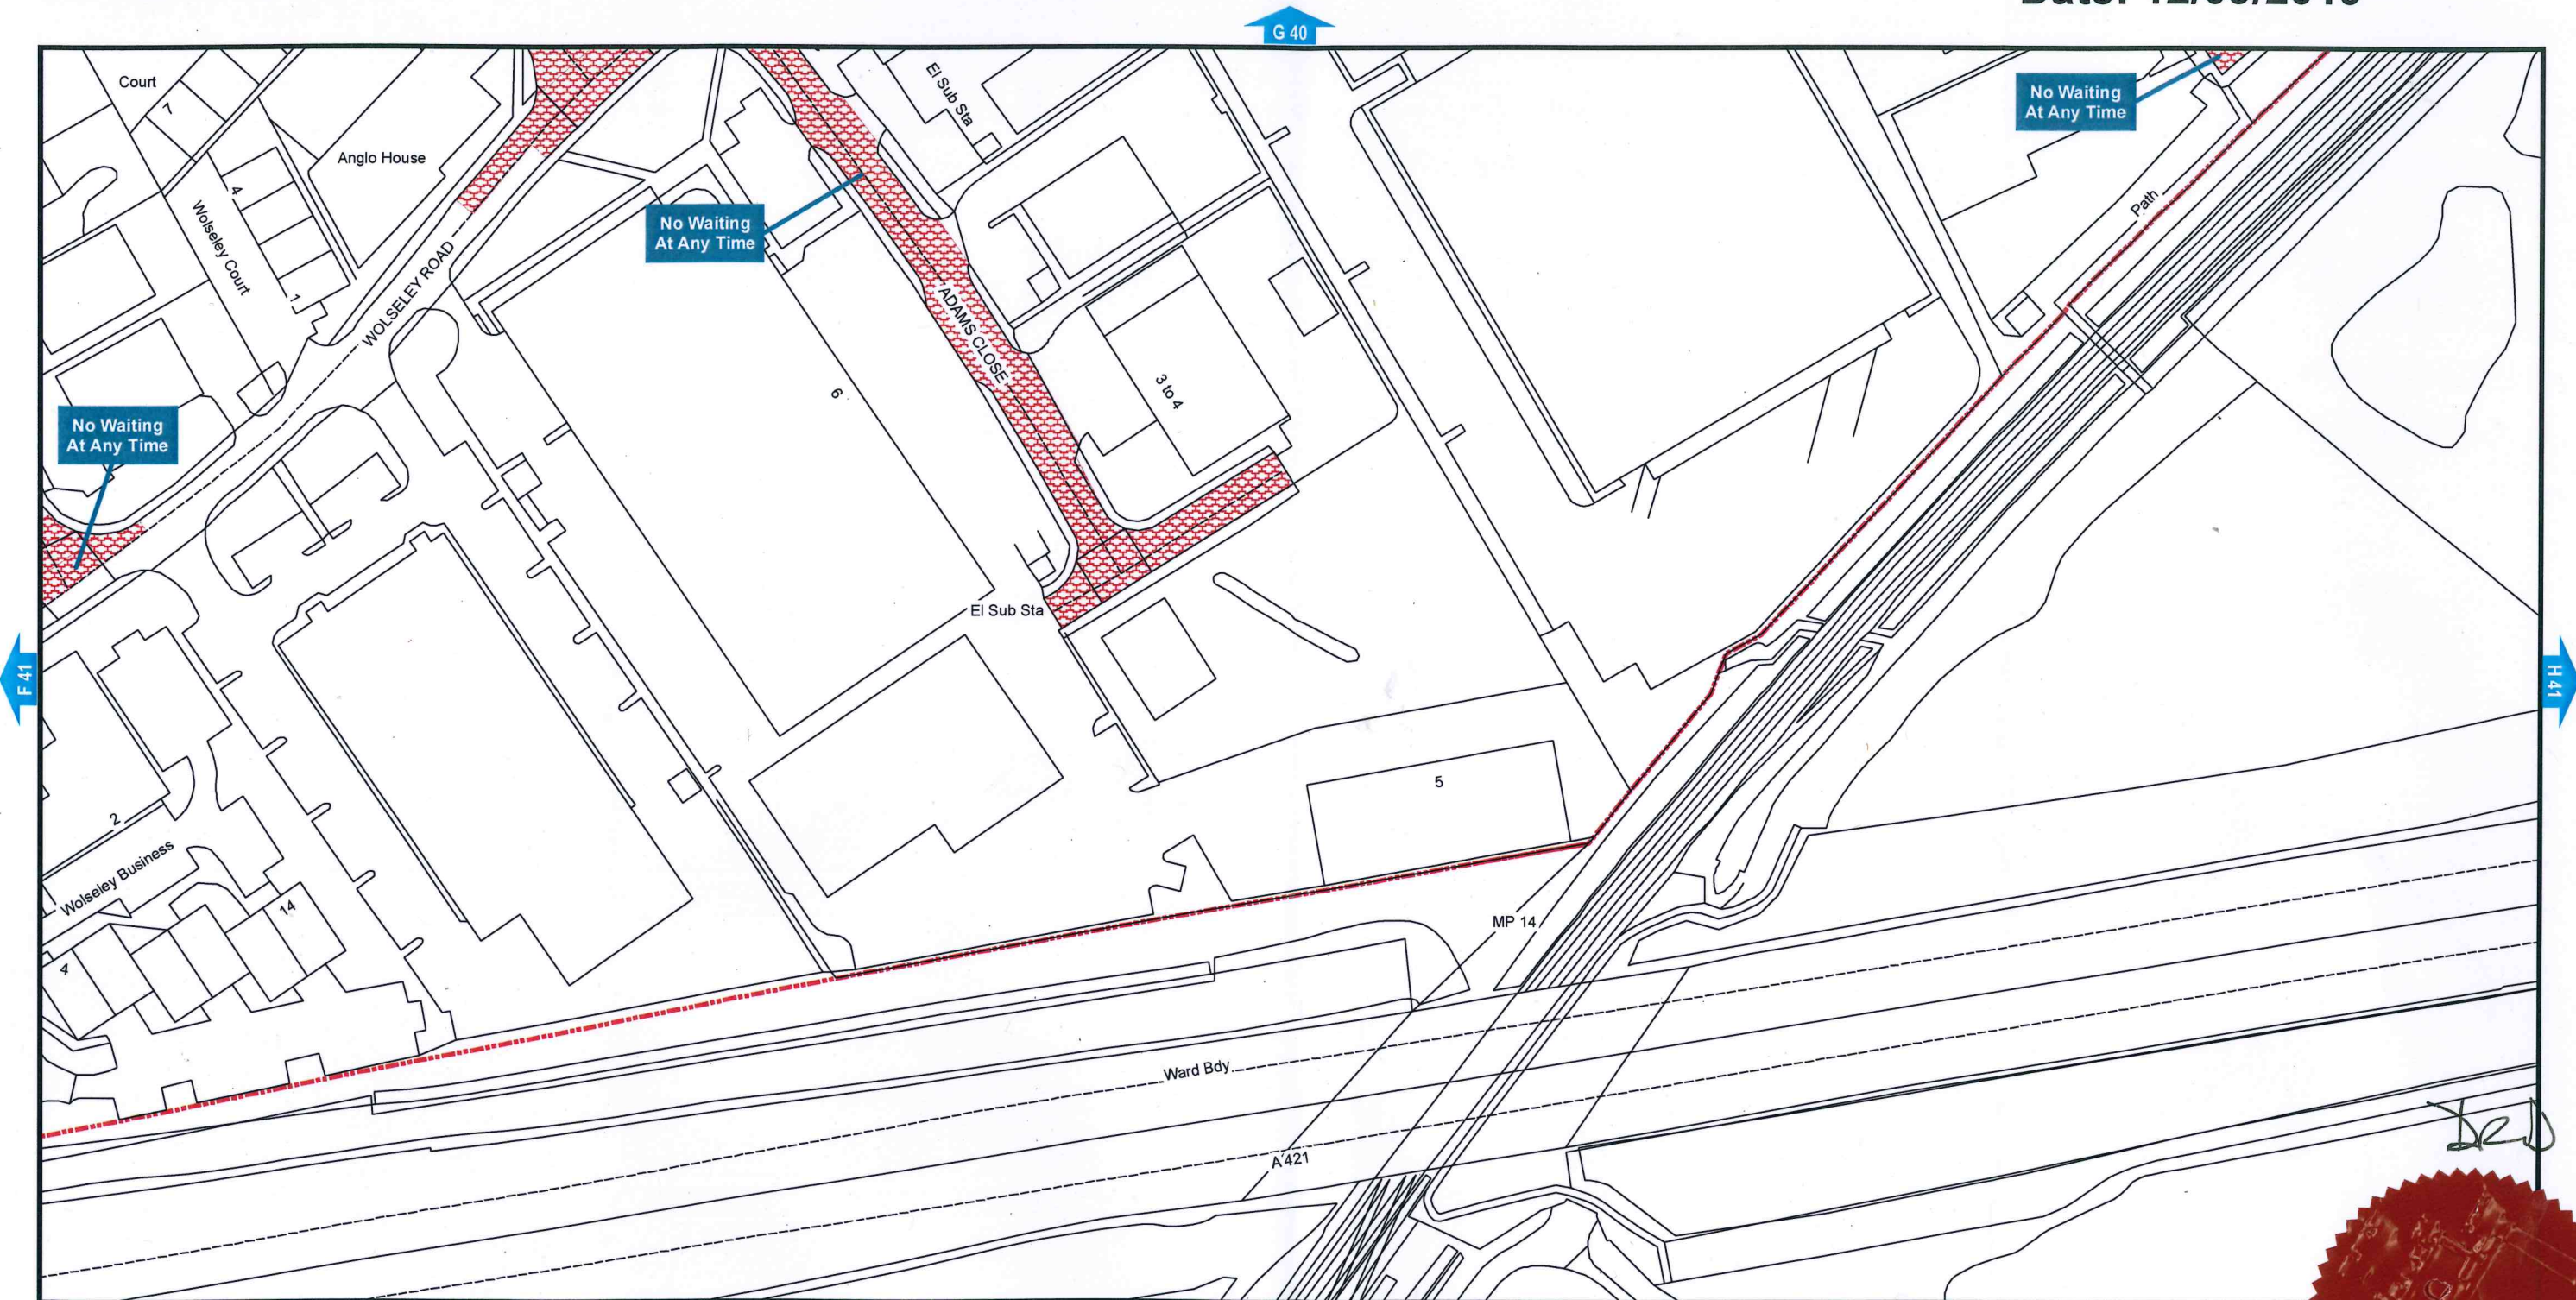 G 40
Court
7
El Sub Sta
No Waiting
At Any Time
Anglo House
4
Wolseley Court
1
WOLSELEY ROAD
No Waiting
At Any Time
Path
ADAMS CLOSE
6
3 to 4
No Waiting
At Any Time
El Sub Sta
F 41
H 41
5
2
Wolseley Business
14
4
MP 14
Ward Bdy
A 421